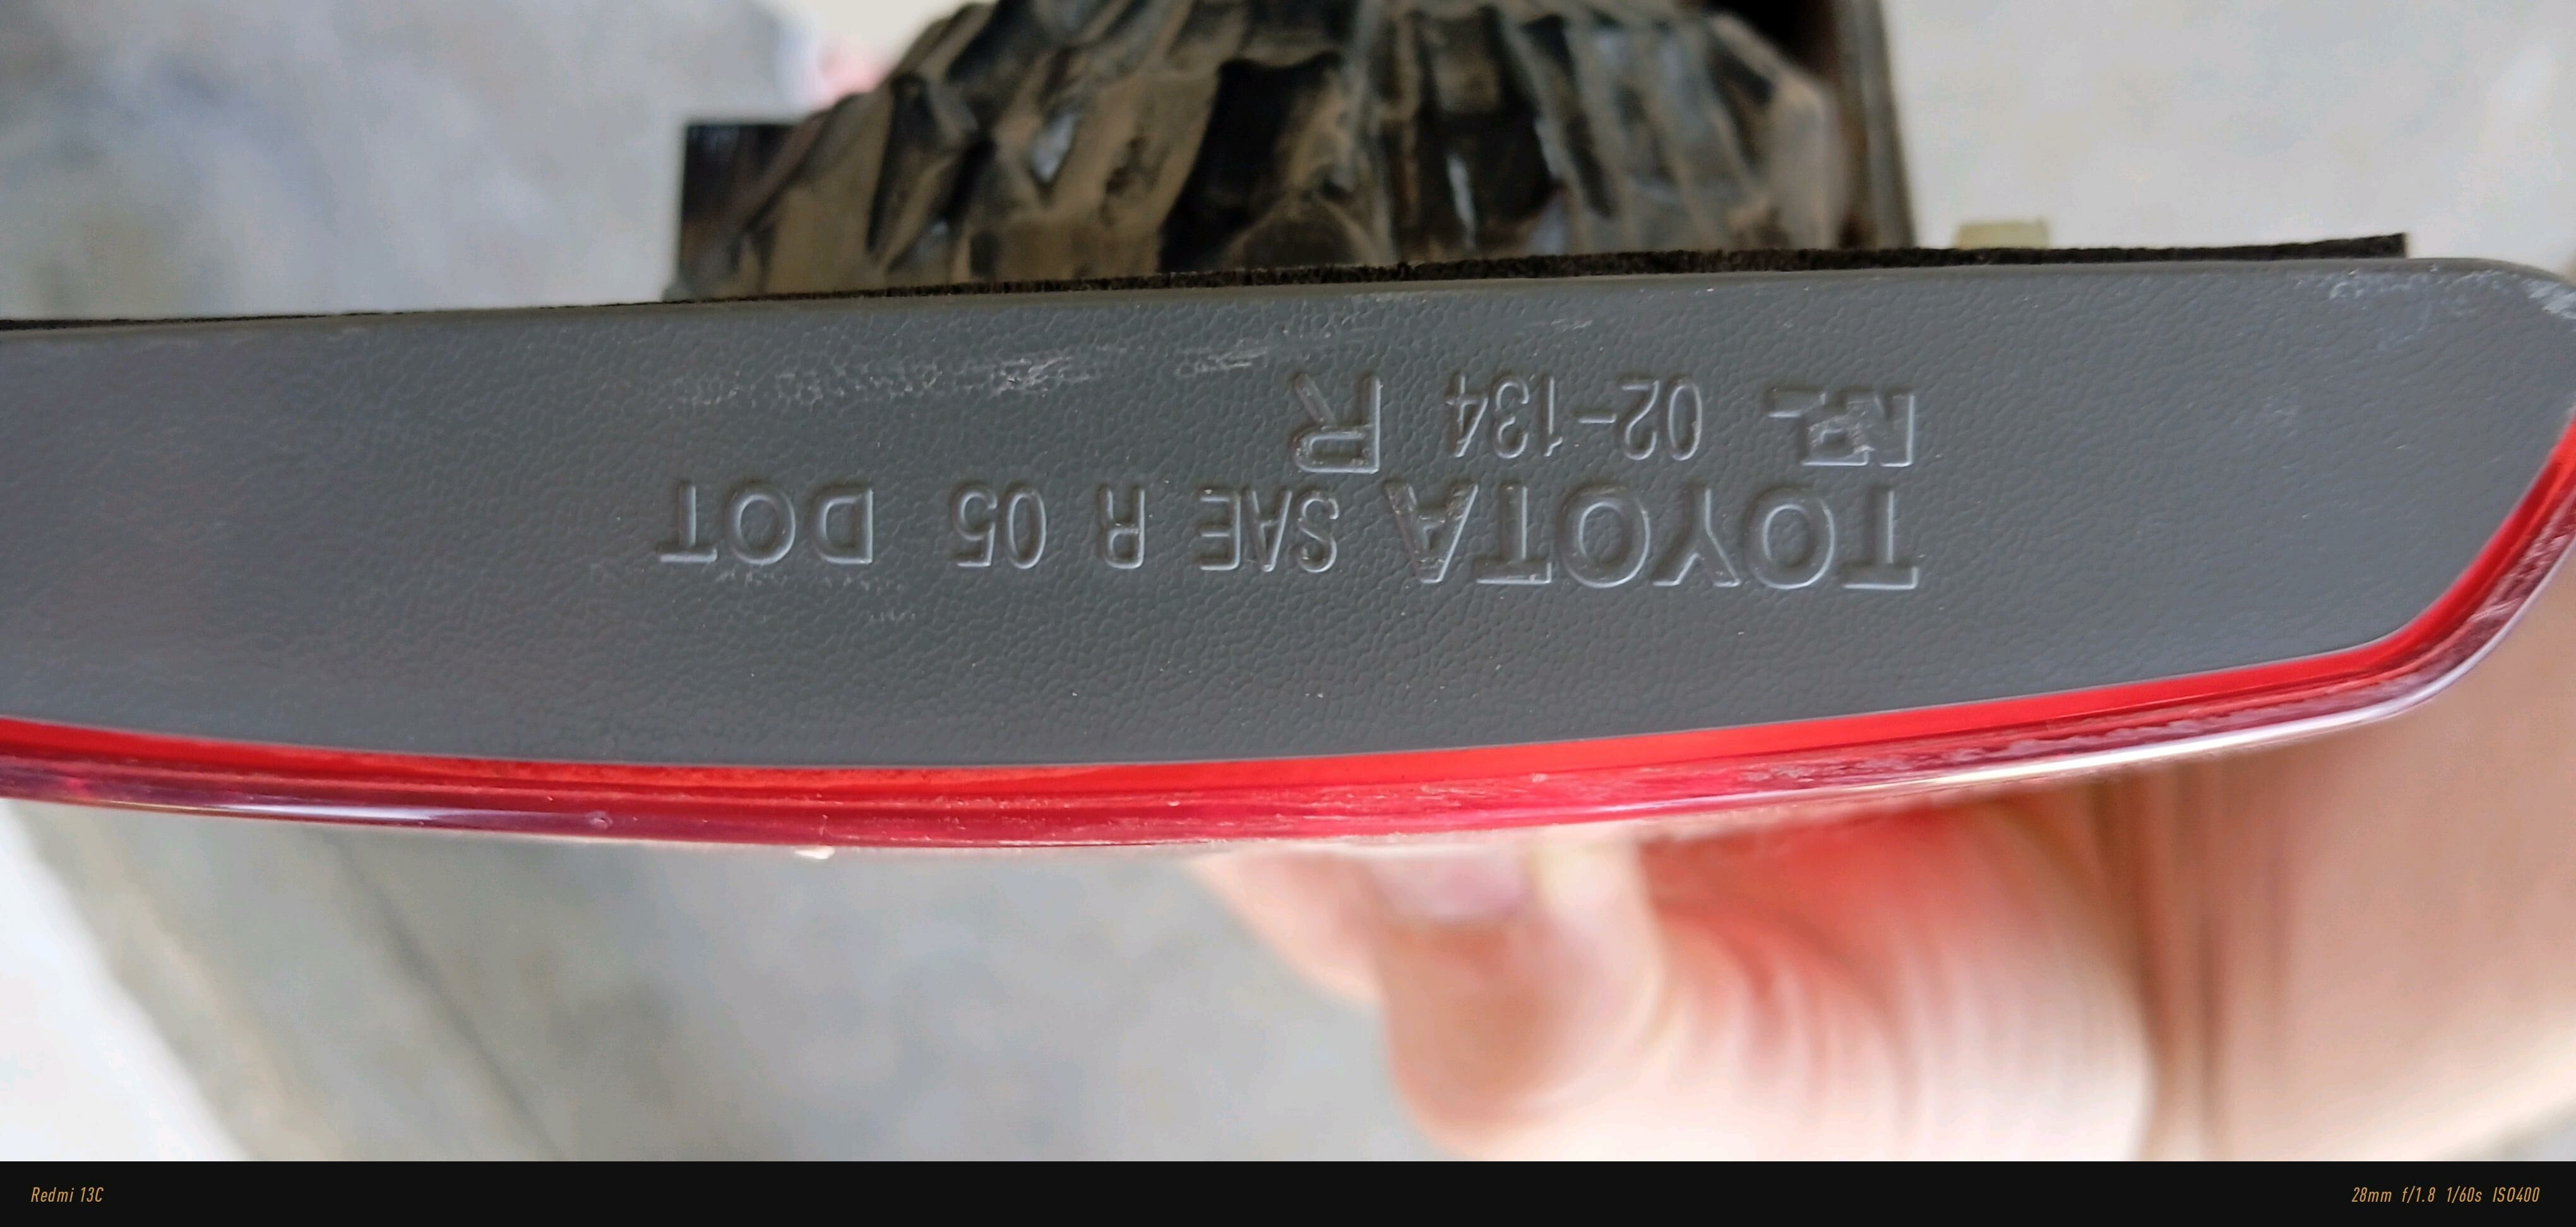 TOYOTA SAE R 05 DOT
02-134 R
Redmi 13C
28mm f/1.8 1/60s ISO400